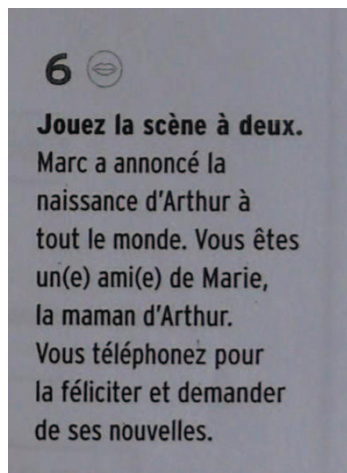 6
Jouez la scène à deux.
Marc a annoncé la
naissance d'Arthur à
tout le monde. Vous êtes
un(e) ami(e) de Marie,
la maman d'Arthur.
Vous téléphonez pour
la féliciter et demander
de ses nouvelles.